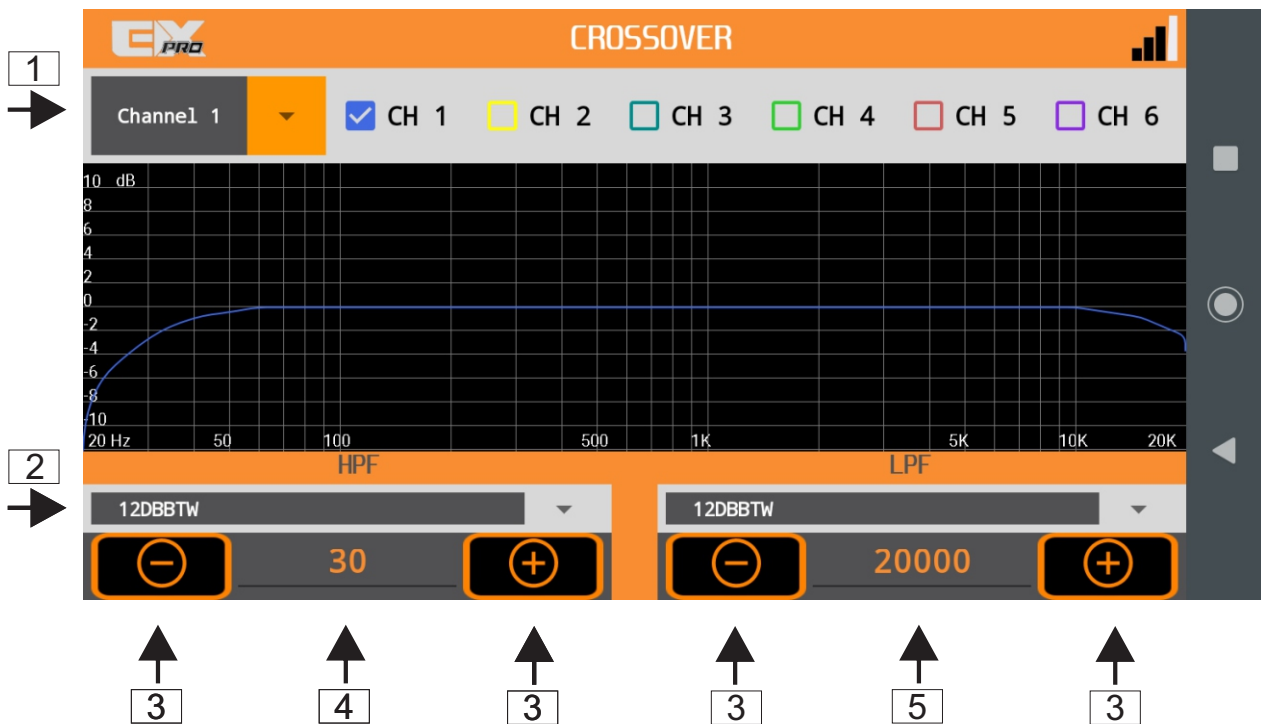 EX PRO CROSSOVER
1
Channel 1 CH 1 CH 2 CH 3 CH 4 CH 5 CH 6
10 dB
8
6
4
2
0
-2
-4
-6
-8
-10
20 Hz 50 100 500 1K 5K 10K 20K
HPF LPF
2
12DBBTW 12DBBTW
30 20000
3 4 3 3 5 3